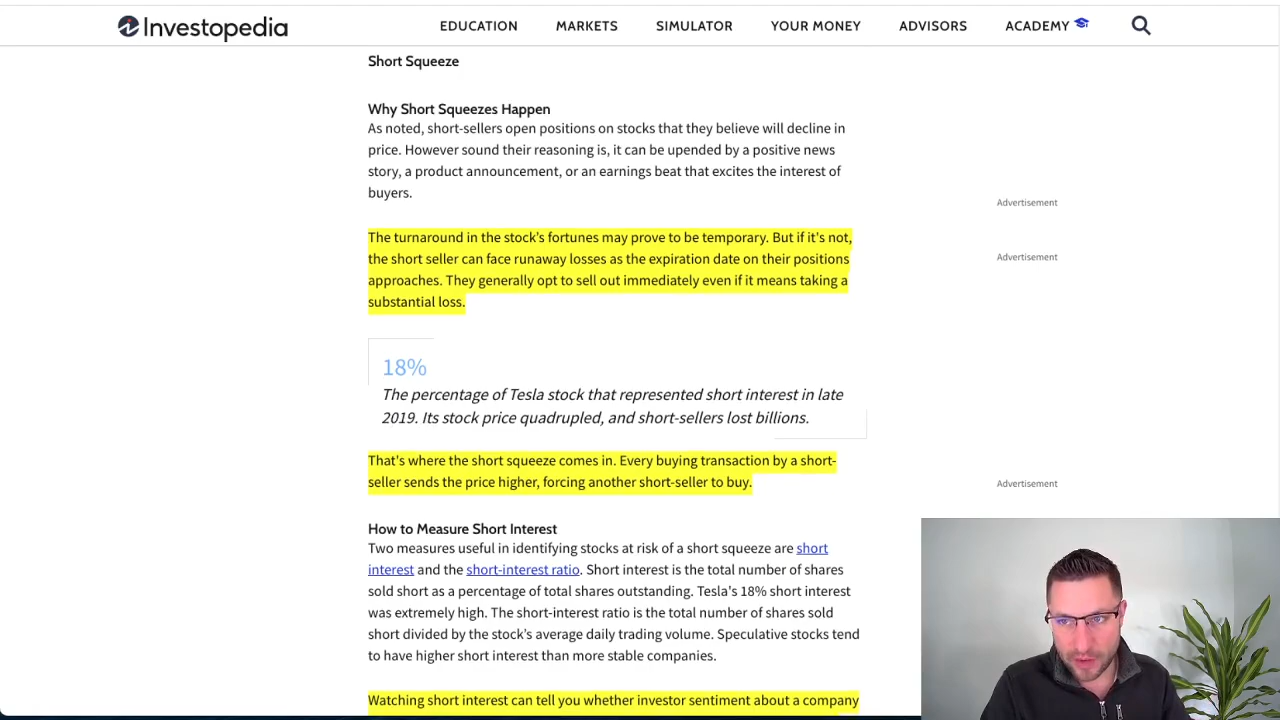 Investopedia
EDUCATION
MARKETS
SIMULATOR
YOUR MONEY
ADVISORS
ACADEMY
Short Squeeze
Why Short Squeezes Happen
As noted, short-sellers open positions on stocks that they believe will decline in
price. However sound their reasoning is, it can be upended by a positive news
story, a product announcement, or an earnings beat that excites the interest of
buyers.
Advertisement
The turnaround in the stock's fortunes may prove to be temporary. But if it's not,
the short seller can face runaway losses as the expiration date on their positions
approaches. They generally opt to sell out immediately even if it means taking a
substantial loss.
Advertisement
18%
The percentage of Tesla stock that represented short interest in late
2019. Its stock price quadrupled, and short-sellers lost billions.
That's where the short squeeze comes in. Every buying transaction by a short-
seller sends the price higher, forcing another short-seller to buy.
Advertisement
How to Measure Short Interest
Two measures useful in identifying stocks at risk of a short squeeze are short
interest and the short-interest ratio. Short interest is the total number of shares
sold short as a percentage of total shares outstanding. Tesla's 18% short interest
was extremely high. The short-interest ratio is the total number of shares sold
short divided by the stock's average daily trading volume. Speculative stocks tend
to have higher short interest than more stable companies.
Watching short interest can tell you whether investor sentiment about a company